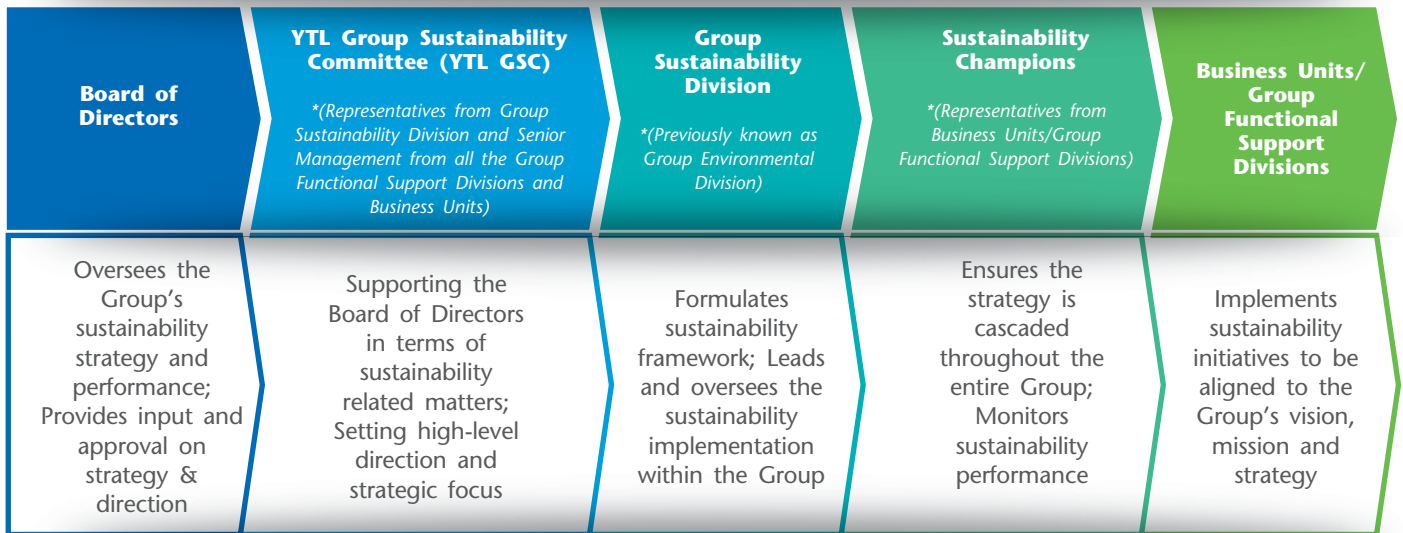 Board of
Directors
YTL Group Sustainability
Committee (YTL GSC)
*(Representatives from Group
Sustainability Division and Senior
Management from all the Group
Functional Support Divisions and
Business Units)
Group
Sustainability
Division
*(Previously known as
Group Environmental
Division)
Sustainability
Champions
*(Representatives from
Business Units/Group
Functional Support Divisions)
Business Units/
Group
Functional
Support
Divisions
Oversees the
Group's
sustainability
strategy and
performance;
Provides input and
approval on
strategy &
direction
Supporting the
Board of Directors
in terms of
sustainability
related matters;
Setting high-level
direction and
strategic focus
Formulates
sustainability
framework; Leads
and oversees the
sustainability
implementation
within the Group
Ensures the
strategy is
cascaded
throughout the
entire Group;
Monitors
sustainability
performance
Implements
sustainability
initiatives to be
aligned to the
Group's vision,
mission and
strategy